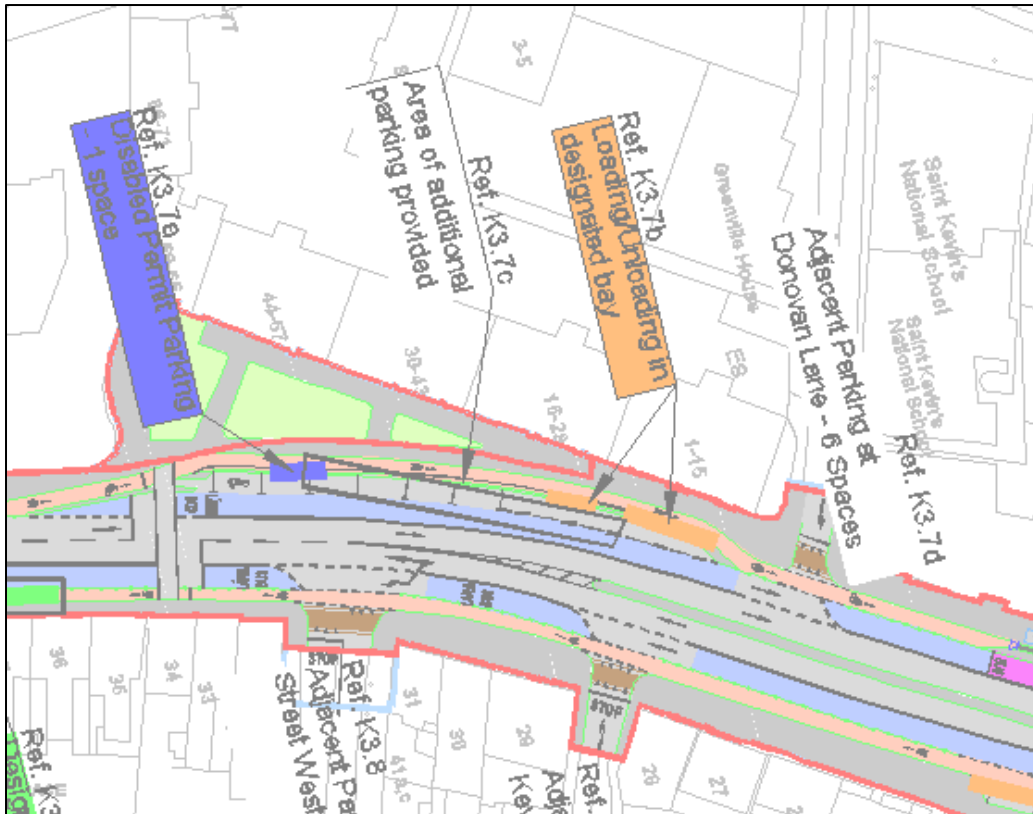 Ref. K3.7e
Disabled Permit Parking
- 1 space
Ref. K3.7c
Area of additional
parking provided
Ref. K3.7b
Loading/Unloading in
designated bay
Ref. K3.7d
Adjacent Parking at
Donovan Lane - 6 Spaces
Saint Kevin's
National School
Saint Kevin's
National School
Greenville House
3-5
44-57
30-43
16-29
1-15
Ref. K3.8
Adjacent Pa
Street West
STOP
Ref.
Adj
Ke
Ref. K3
36
35
34
33
31
30
29
26
27